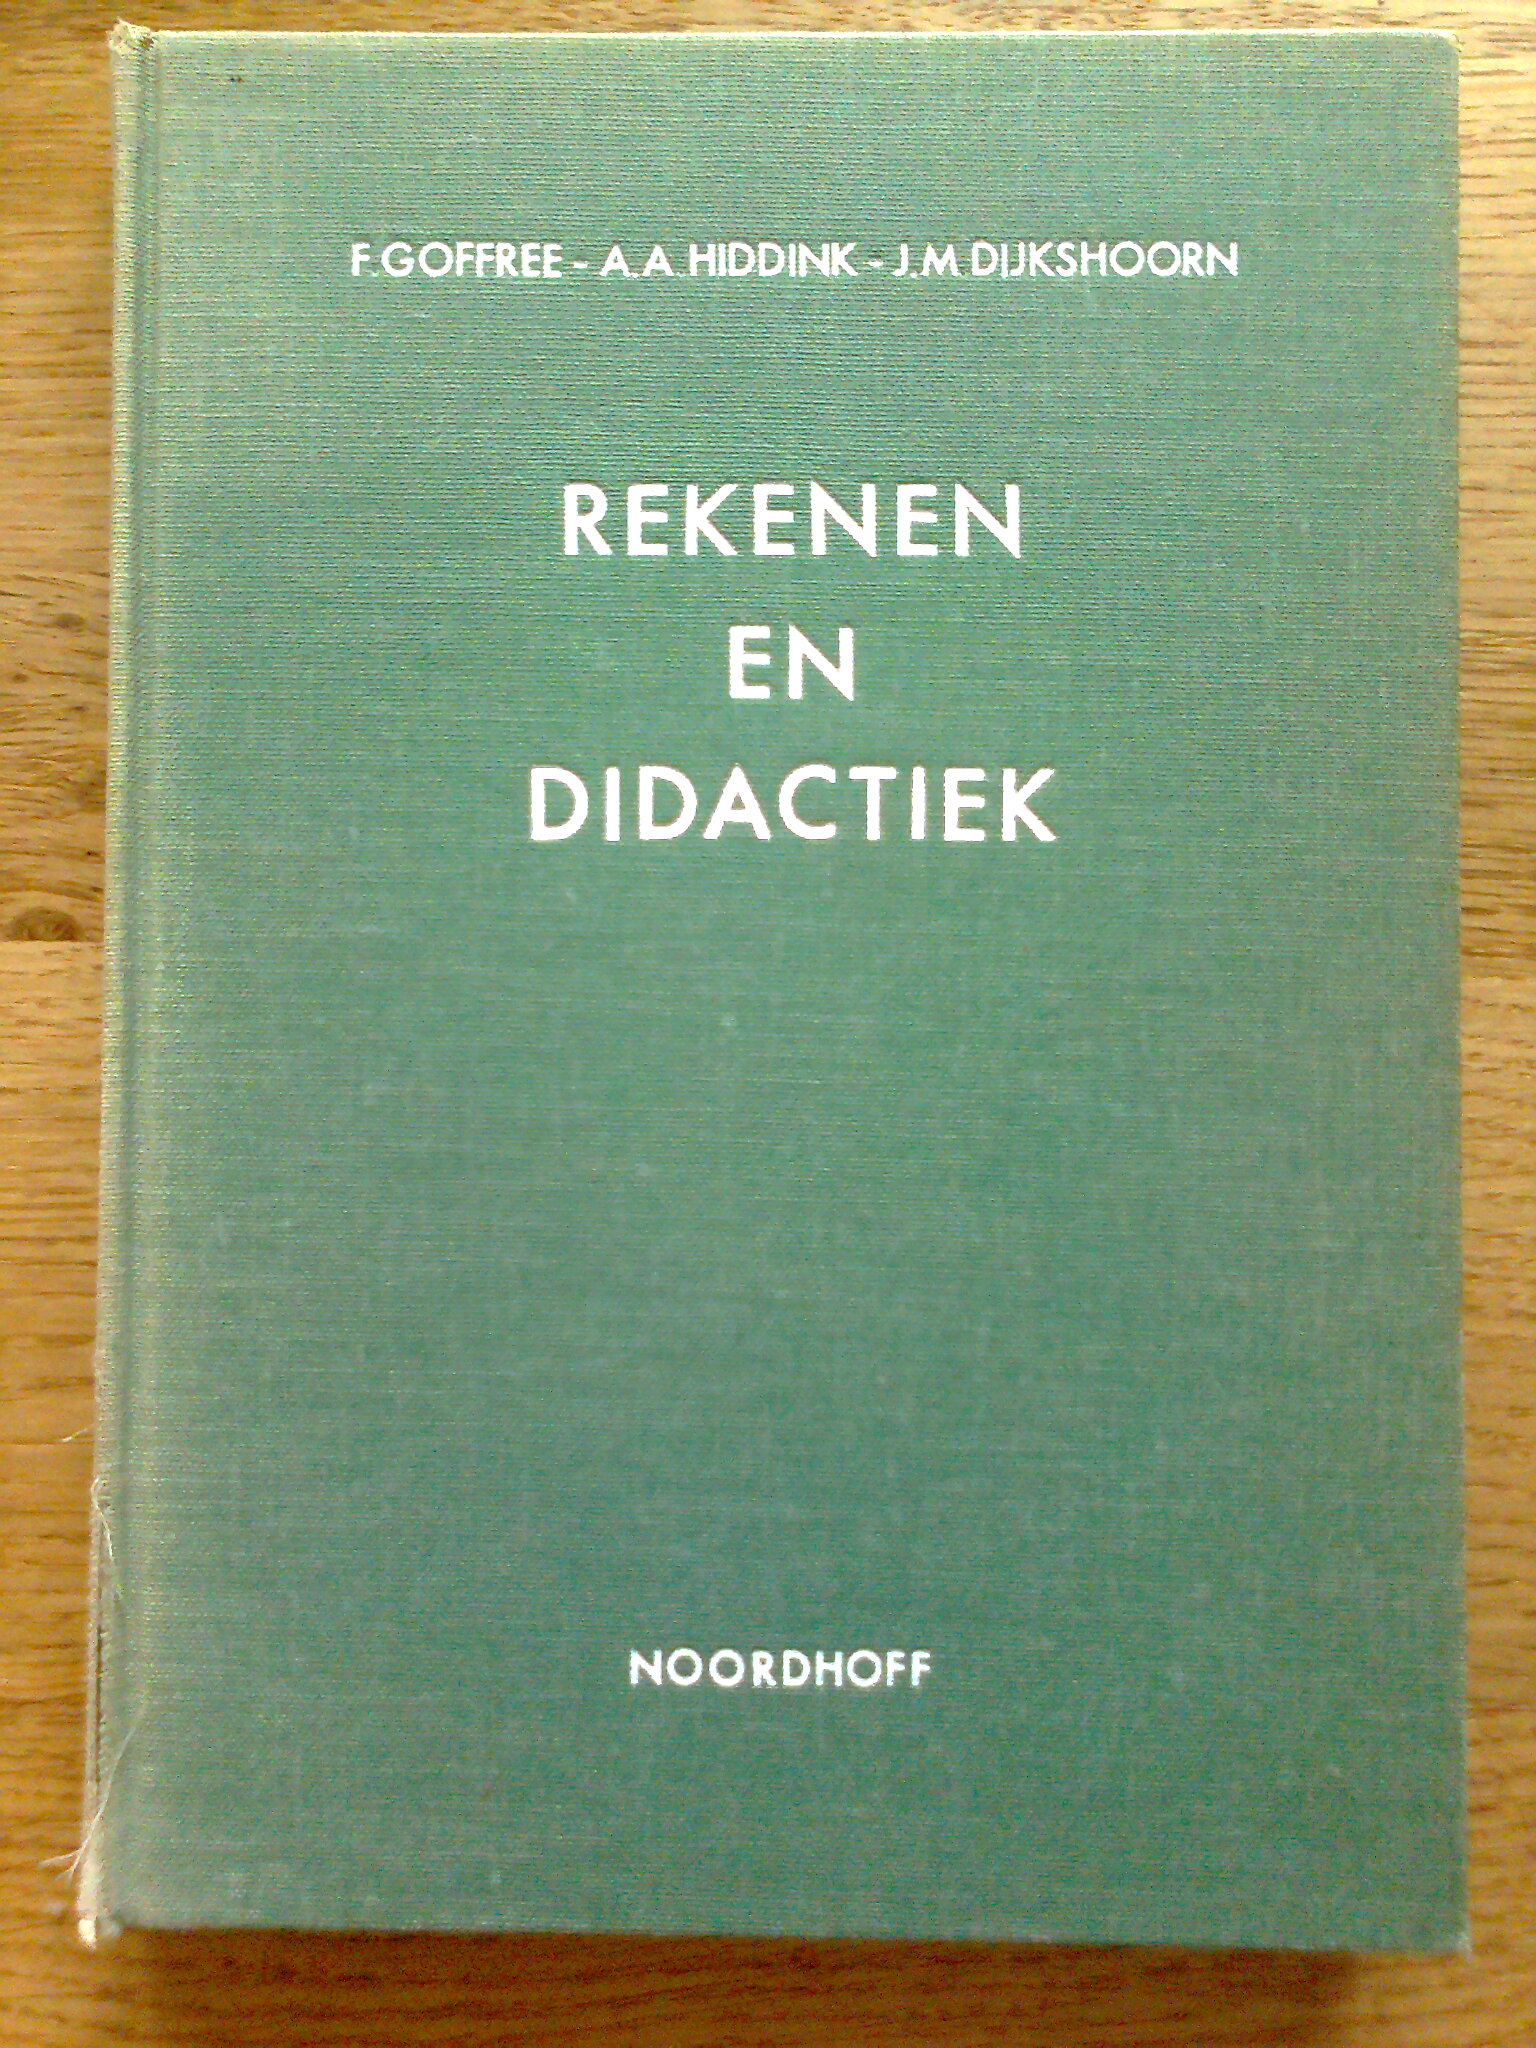 F. GOFFREE - A. A. HIDDINK - J. M. DIJKSHOORN
REKENEN
EN
DIDACTIEK
NOORDHOFF